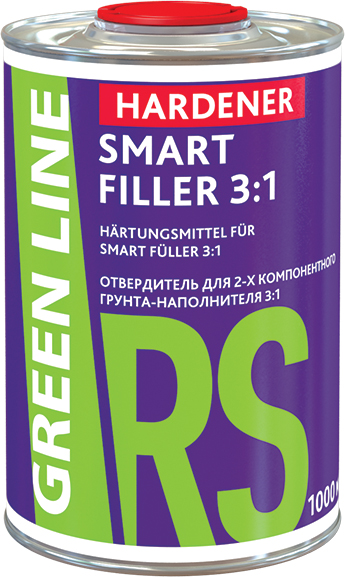 GREEN LINE
HARDENER
SMART
FILLER 3:1
HÄRTUNGSMITTEL FÜR
SMART FÜLLER 3:1
ОТВЕРДИТЕЛЬ ДЛЯ 2-Х КОМПОНЕНТНОГО
ГРУНТА-НАПОЛНИТЕЛЯ 3:1
RS
1000